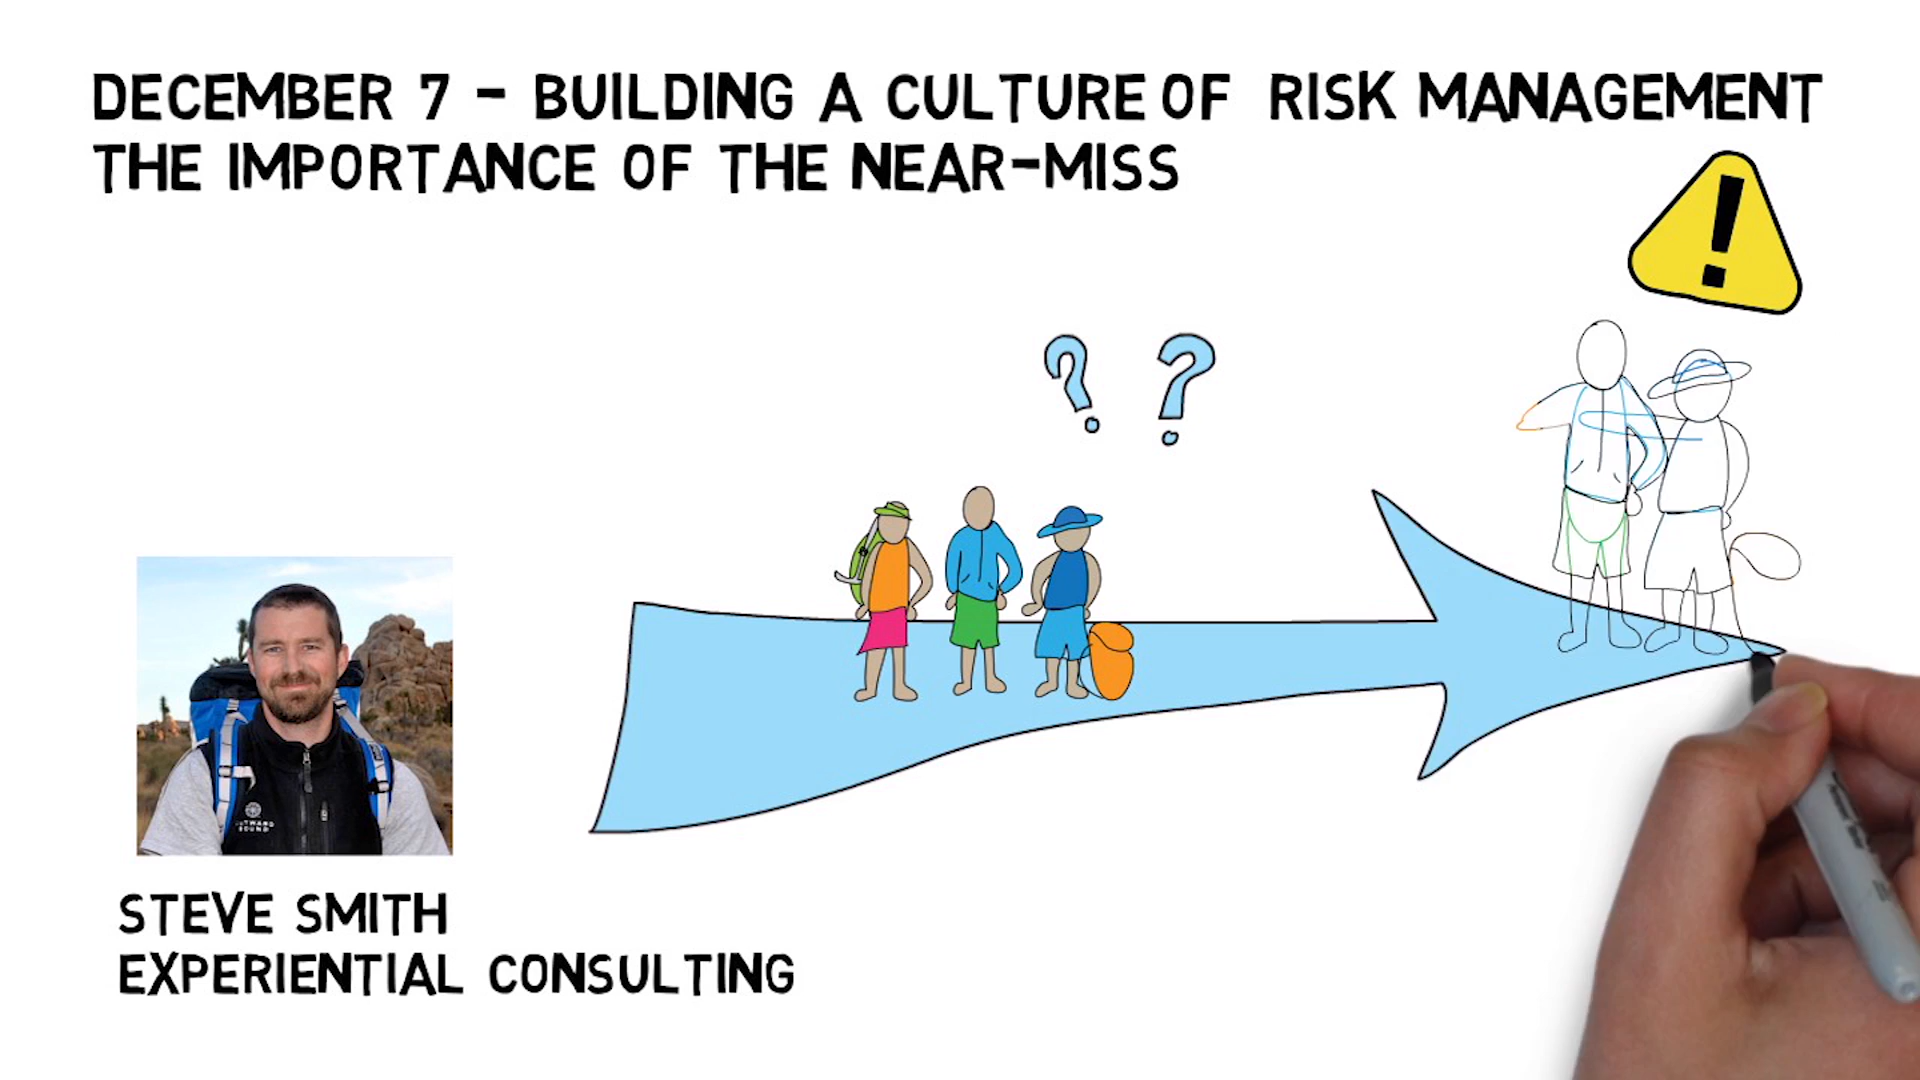 DECEMBER 7 - BUILDING A CULTURE OF RISK MANAGEMENT
THE IMPORTANCE OF THE NEAR-MISS
!
? ?
STEVE SMITH
EXPERIENTIAL CONSULTING